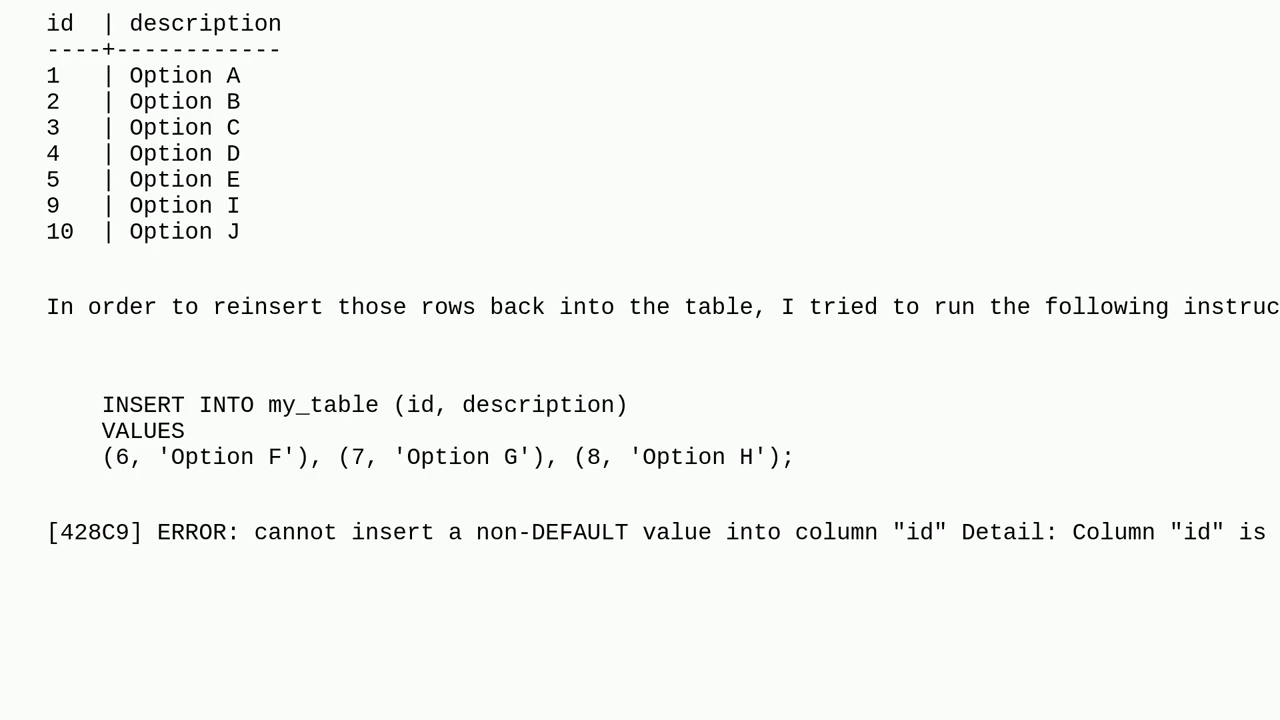 id  | description
----+------------
1   | Option A
2   | Option B
3   | Option C
4   | Option D
5   | Option E
9   | Option I
10  | Option J
In order to reinsert those rows back into the table, I tried to run the following instruc
INSERT INTO my_table (id, description)
VALUES
(6, 'Option F'), (7, 'Option G'), (8, 'Option H');
[428C9] ERROR: cannot insert a non-DEFAULT value into column "id" Detail: Column "id" is